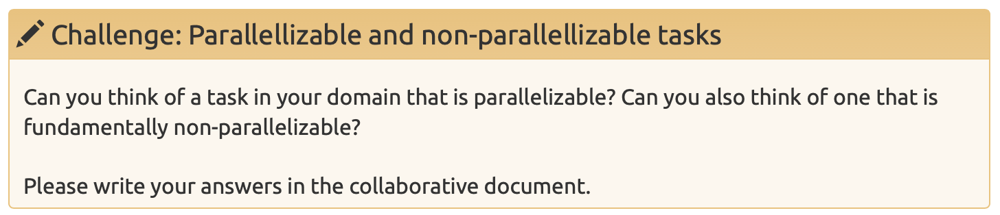 Challenge: Parallellizable and non-parallellizable tasks
Can you think of a task in your domain that is parallelizable? Can you also think of one that is
fundamentally non-parallelizable?
Please write your answers in the collaborative document.